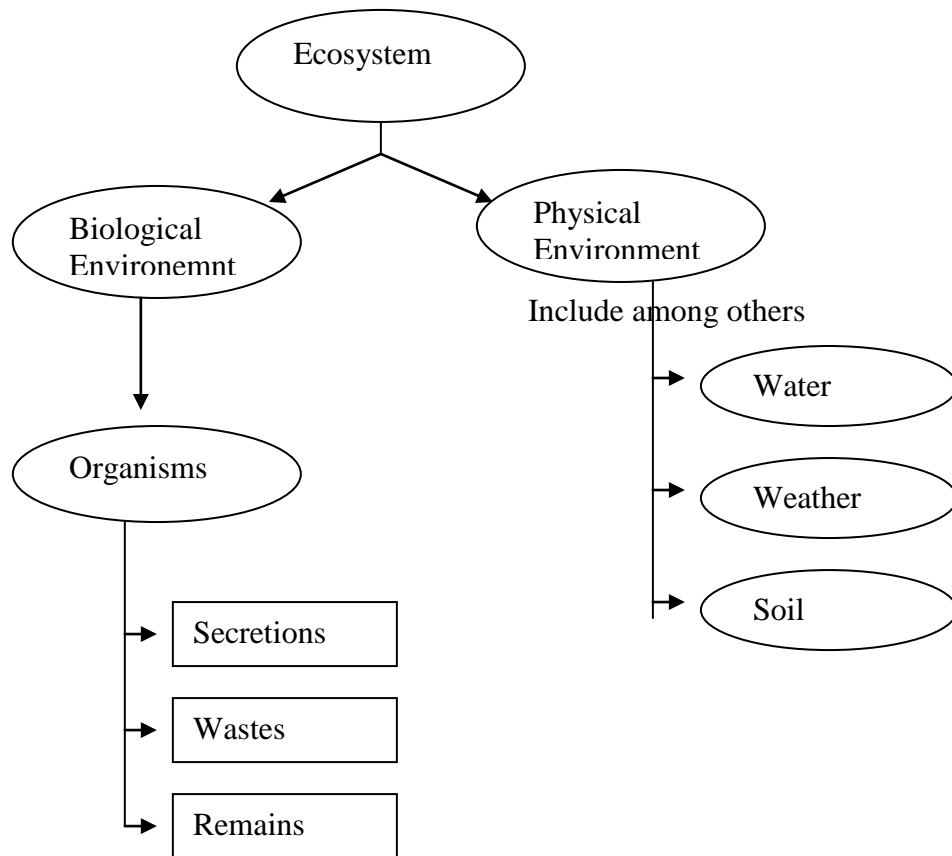 Ecosystem
Biological
Environemnt
Physical
Environment
Include among others
Water
Organisms
Weather
Soil
Secretions
Wastes
Remains